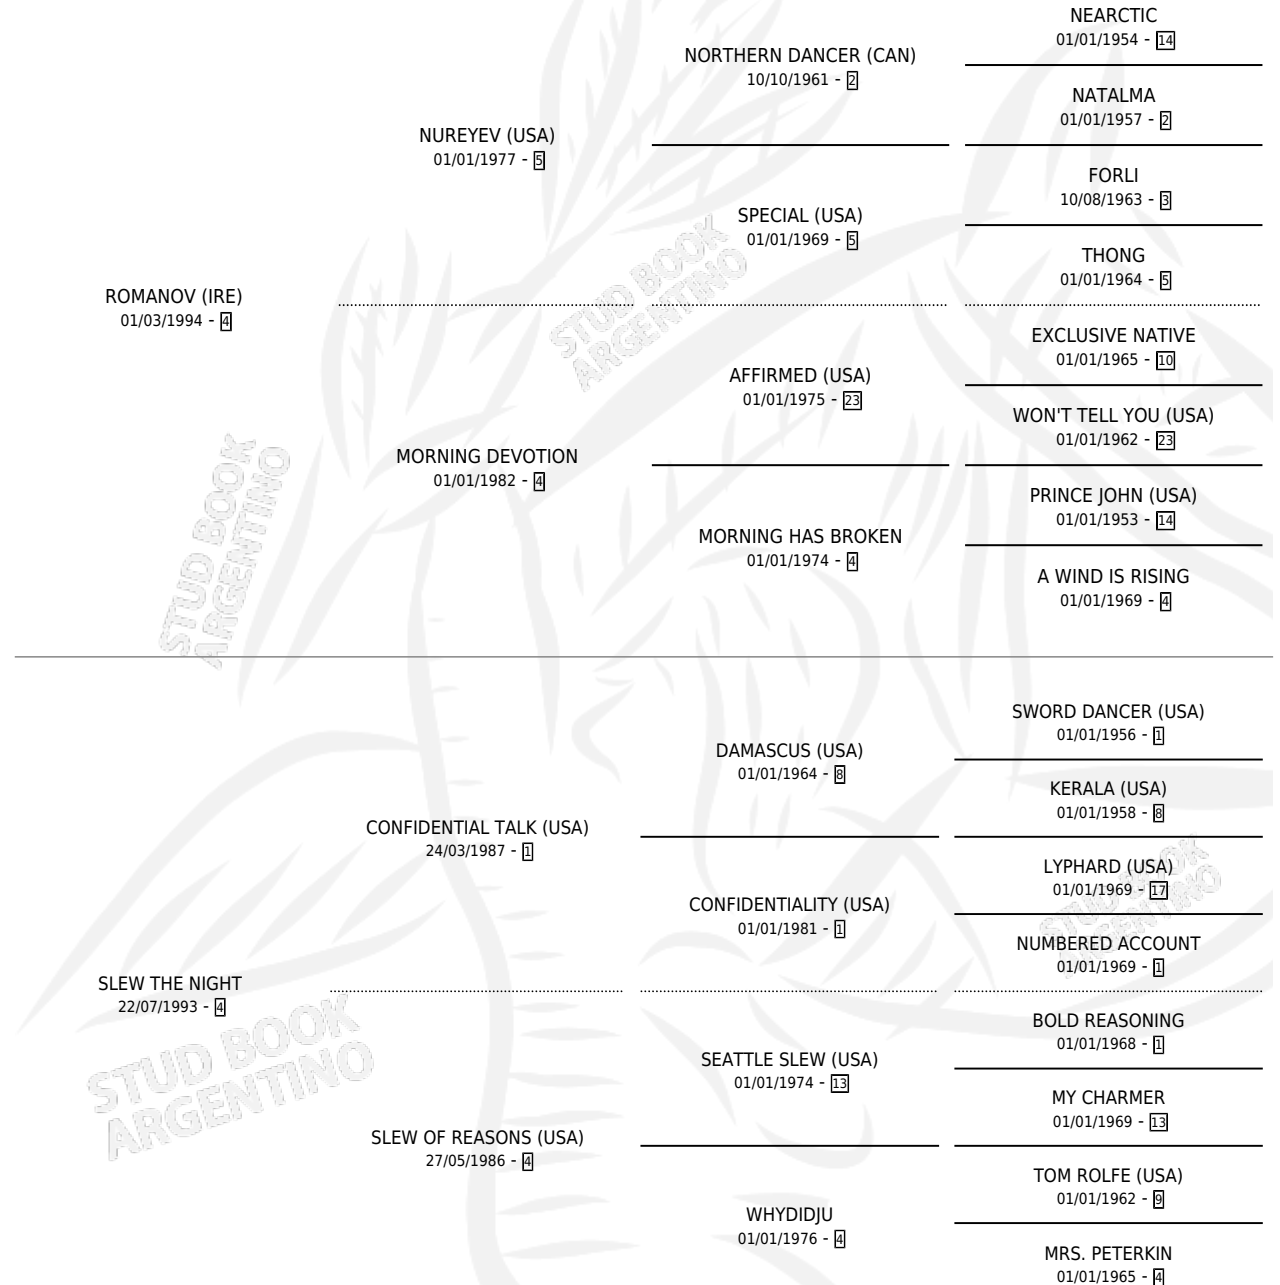 NEARCTIC
01/01/1954 - 14
NORTHERN DANCER (CAN)
10/10/1961 - 2
NATALMA
01/01/1957 - 2
NUREYEV (USA)
01/01/1977 - 5
FORLI
10/08/1963 - 3
SPECIAL (USA)
01/01/1969 - 5
THONG
01/01/1964 - 5
ROMANOV (IRE)
01/03/1994 - 4
EXCLUSIVE NATIVE
01/01/1965 - 10
AFFIRMED (USA)
01/01/1975 - 23
WON'T TELL YOU (USA)
01/01/1962 - 23
MORNING DEVOTION
01/01/1982 - 4
PRINCE JOHN (USA)
01/01/1953 - 14
MORNING HAS BROKEN
01/01/1974 - 4
A WIND IS RISING
01/01/1969 - 4
SWORD DANCER (USA)
01/01/1956 - 1
DAMASCUS (USA)
01/01/1964 - 8
KERALA (USA)
01/01/1958 - 8
CONFIDENTIAL TALK (USA)
24/03/1987 - 1
LYPHARD (USA)
01/01/1969 - 17
CONFIDENTIALITY (USA)
01/01/1981 - 1
NUMBERED ACCOUNT
01/01/1969 - 1
SLEW THE NIGHT
22/07/1993 - 4
BOLD REASONING
01/01/1968 - 1
SEATTLE SLEW (USA)
01/01/1974 - 13
MY CHARMER
01/01/1969 - 13
SLEW OF REASONS (USA)
27/05/1986 - 4
TOM ROLFE (USA)
01/01/1962 - 9
WHYDIDJU
01/01/1976 - 4
MRS. PETERKIN
01/01/1965 - 4
STUD BOOK
ARGENTINO
STUD BOOK
ARGENTINO
STUD BOOK
ARGENTINO
STUD BOOK
ARGENTINO